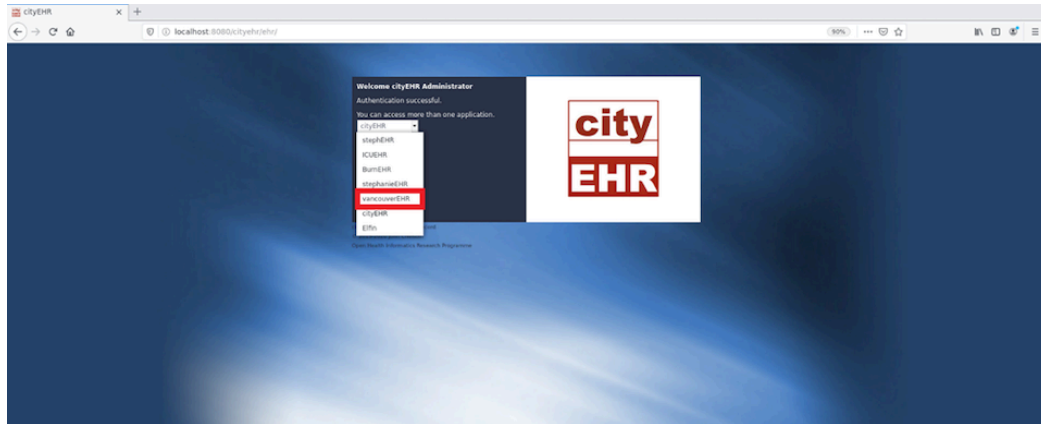 cityEHR
localhost:8080/cityehr/ehr/
90%
Welcome cityEHR Administrator
Authentication successful.
You can access more than one application.
cityEHR
stephEHR
ICUEHR
BurnEHR
stephanieEHR
vancouverEHR
cityEHR
Elfin
Open Health Informatics Research Programme
city
EHR